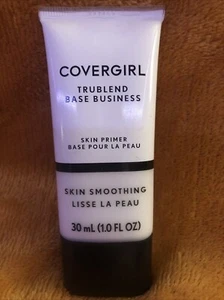 COVERGIRL
TRUBLEND
BASE BUSINESS
SKIN PRIMER
BASE POUR LA PEAU
SKIN SMOOTHING
LISSE LA PEAU
30 mL (1.0 FL OZ)